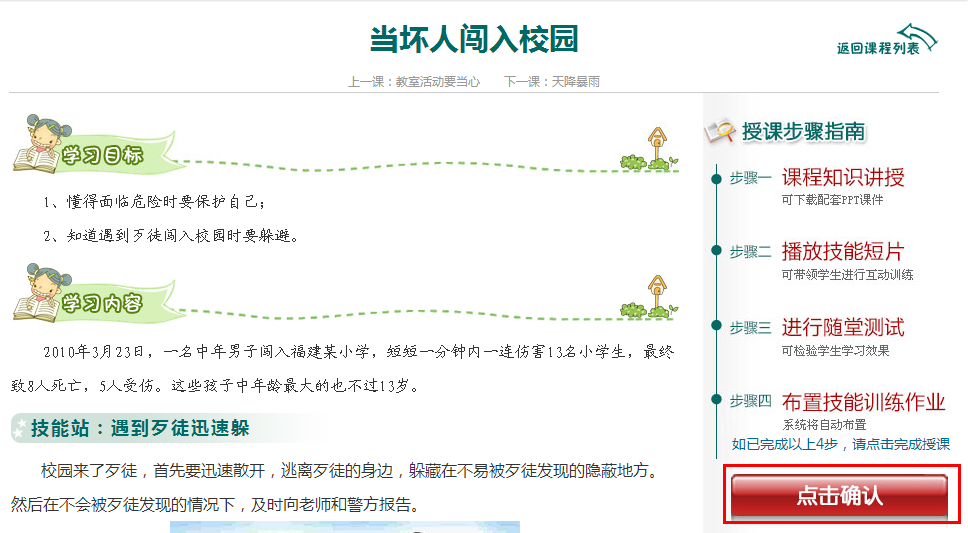 当坏人闯入校园
返回课程列表
上一课：教室活动要当心 下一课：天降暴雨
学习目标
1、懂得面临危险时要保护自己；
2、知道遇到歹徒闯入校园时要躲避。
学习内容
2010年3月23日，一名中年男子闯入福建某小学，短短一分钟内一连伤害13名小学生，最终
致8人死亡，5人受伤。这些孩子中年龄最大的也不过13岁。
技能站：遇到歹徒迅速躲
校园来了歹徒，首先要迅速散开，逃离歹徒的身边，躲藏在不易被歹徒发现的隐蔽地方。
然后在不会被歹徒发现的情况下，及时向老师和警方报告。
授课步骤指南
步骤一 课程知识讲授
可下载配套PPT课件
步骤二 播放技能短片
可带领学生进行互动训练
步骤三 进行随堂测试
可检验学生学习效果
步骤四 布置技能训练作业
系统将自动布置
如已完成以上4步，请点击完成授课
点击确认